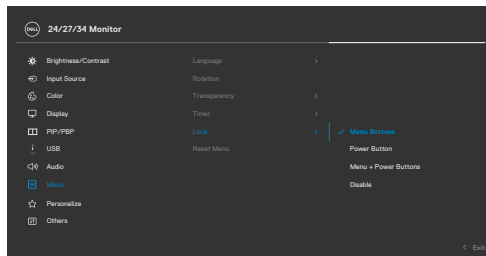 DELL 24/27/34 Monitor
Brightness/Contrast Language >
Input Source Rotation
Color Transparency >
Display Timer >
PIP/PBP Lock > ✓ Menu Buttons
USB Reset Menu Power Button
Audio Menu + Power Buttons
Menu Disable
Personalize
Others
< Exit